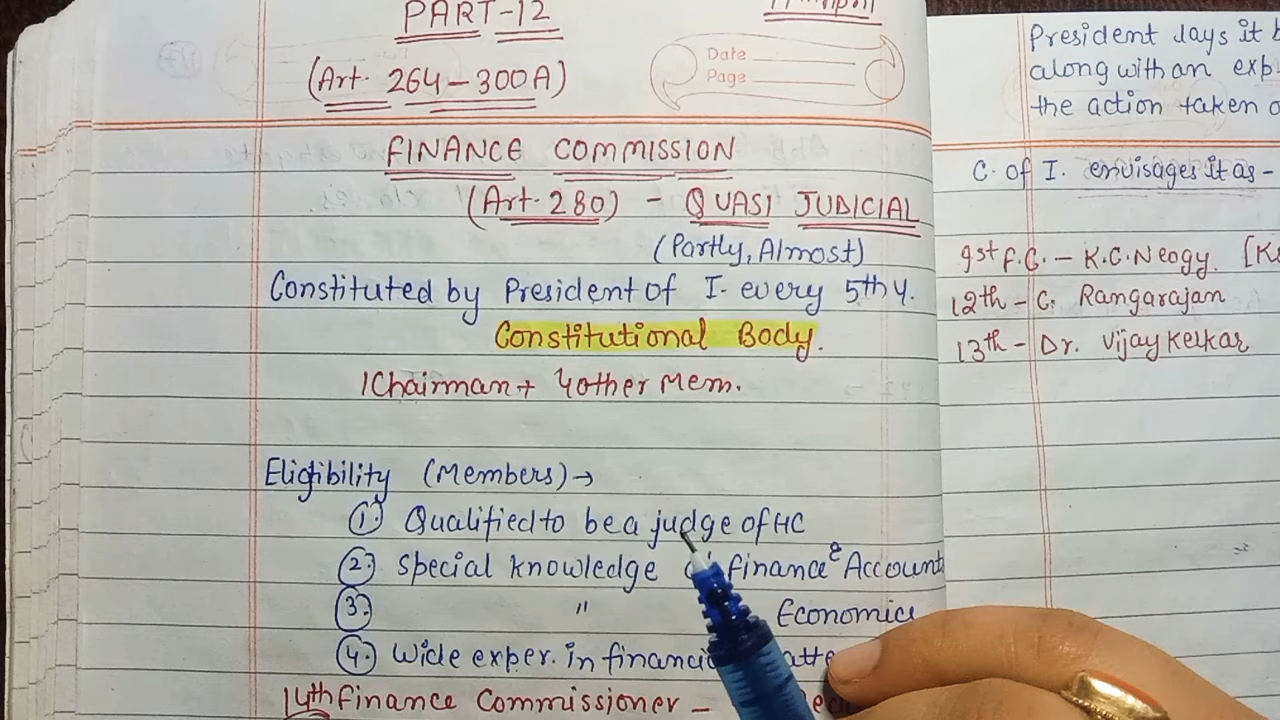 PART-12
(Art. 264-300A)
Date
Page
FINANCE COMMISSION
(Art. 280) - QUASI JUDICIAL
(Partly, Almost)
Constituted by President of I. every 5th Y.
Constitutional Body.
1 Chairman + 4 other Mem.
Eligibility (Members) →
1. Qualified to be a judge of HC
2. Special knowledge finance & Account
3. " Economics
4. Wide exper. in
14th Finance Commissioner -
President lays it
along with an exp
the action taken
C. of I. envisages it as -
1st F.C. - K.C. Neogy.
12th - C. Rangarajan
13th - Dr. Vijay Kelkar